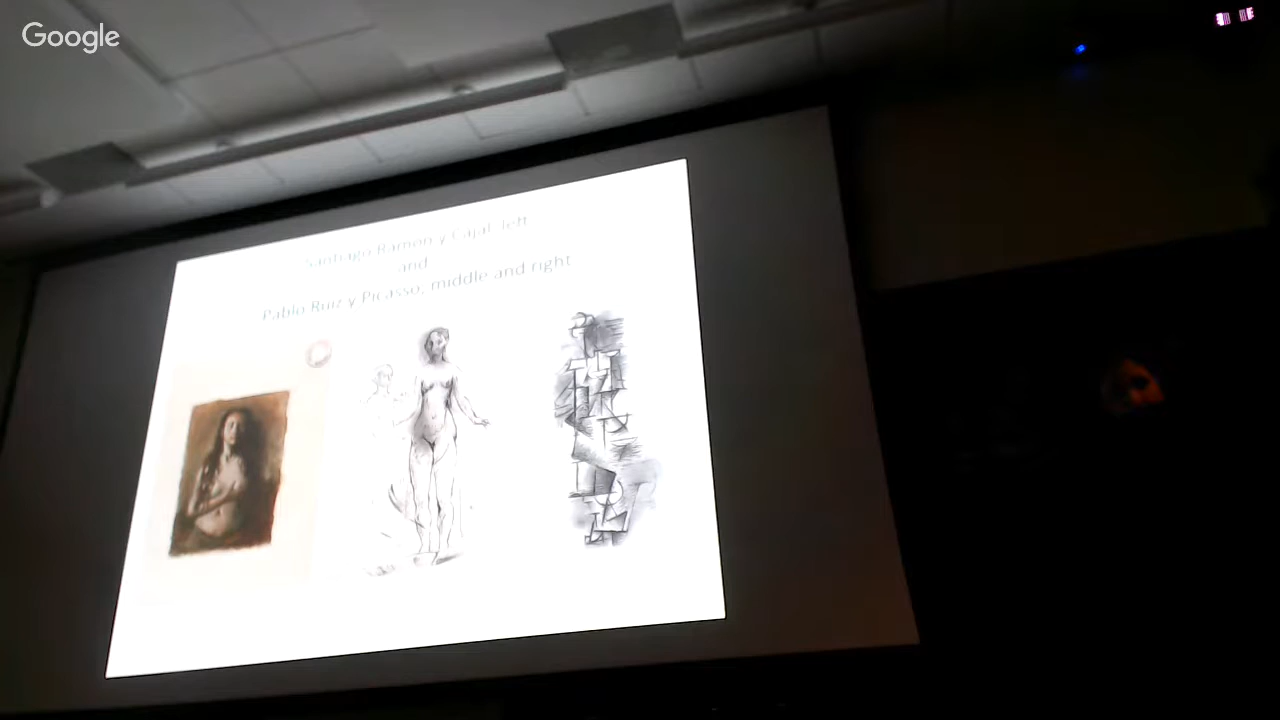 Google
Santiago Ramon y Cajal, left
and
Pablo Ruiz y Picasso, middle and right